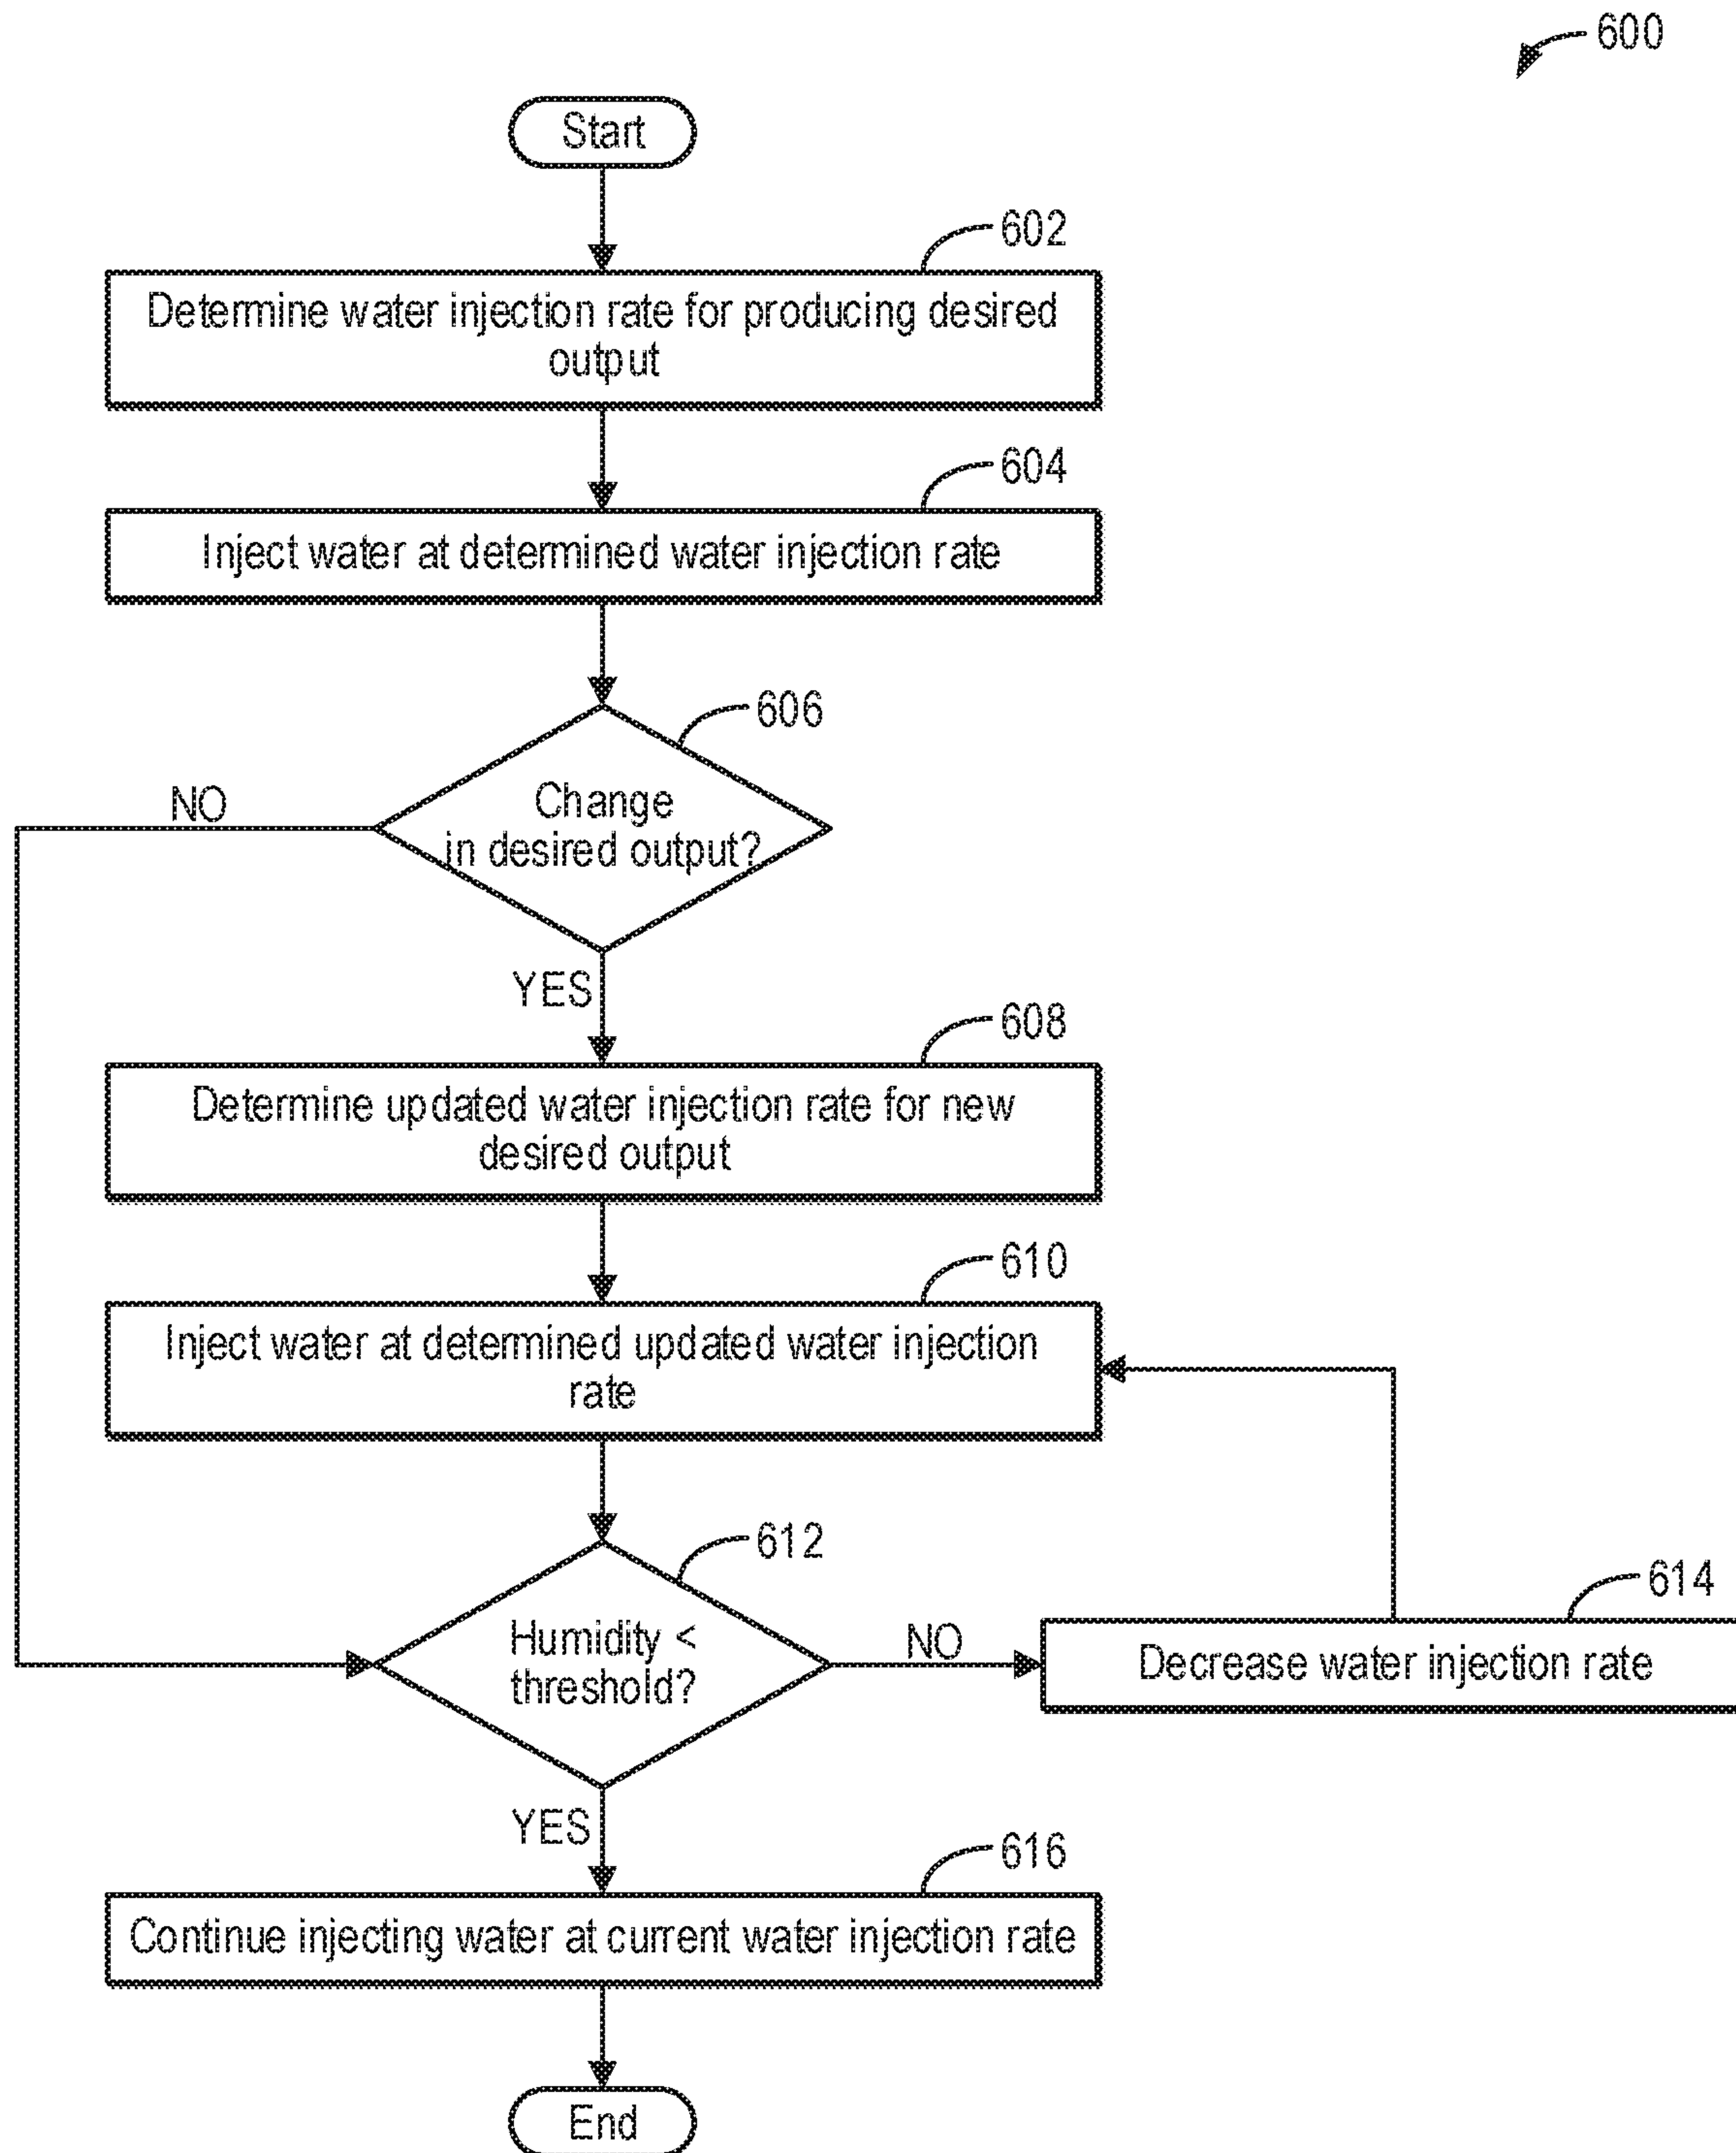 600
Start
602
Determine water injection rate for producing desired
output
604
Inject water at determined water injection rate
606
Change
in desired output?
NO
YES
608
Determine updated water injection rate for new
desired output
610
Inject water at determined updated water injection
rate
612
Humidity <
threshold?
NO
614
Decrease water injection rate
YES
616
Continue injecting water at current water injection rate
End